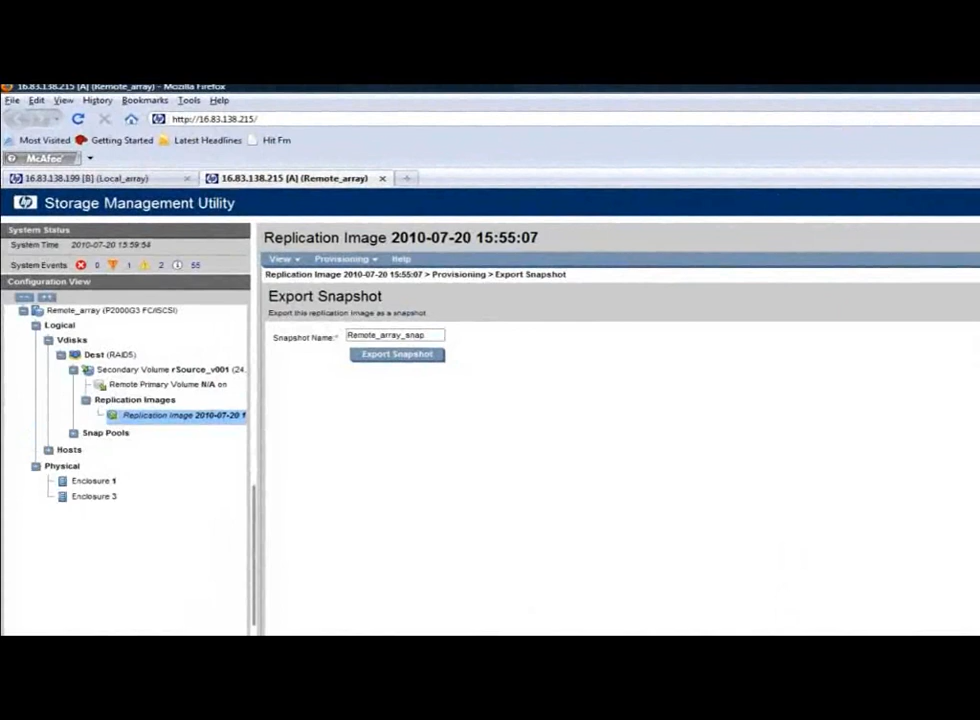 16.83.138.215 [A] (Remote_array) - Mozilla Firefox
File Edit View History Bookmarks Tools Help
http://16.83.138.215/
Most Visited Getting Started Latest Headlines Hit Fm
McAfee
16.83.138.199 [B] (Local_array) 16.83.138.215 [A] (Remote_array)
hp Storage Management Utility
System Status
System Time 2010-07-20 15:59:54
System Events 0 1 2 55
Configuration View
Remote_array (P2000G3 FC/iSCSI)
Logical
Vdisks
Dest (RAID5)
Secondary Volume rSource_v001 (24.
Remote Primary Volume N/A on
Replication Images
Replication Image 2010-07-20 1
Snap Pools
Hosts
Physical
Enclosure 1
Enclosure 3
Replication Image 2010-07-20 15:55:07
View Provisioning Help
Replication Image 2010-07-20 15:55:07 > Provisioning > Export Snapshot
Export Snapshot
Export this replication image as a snapshot
Snapshot Name:* Remote_array_snap
Export Snapshot